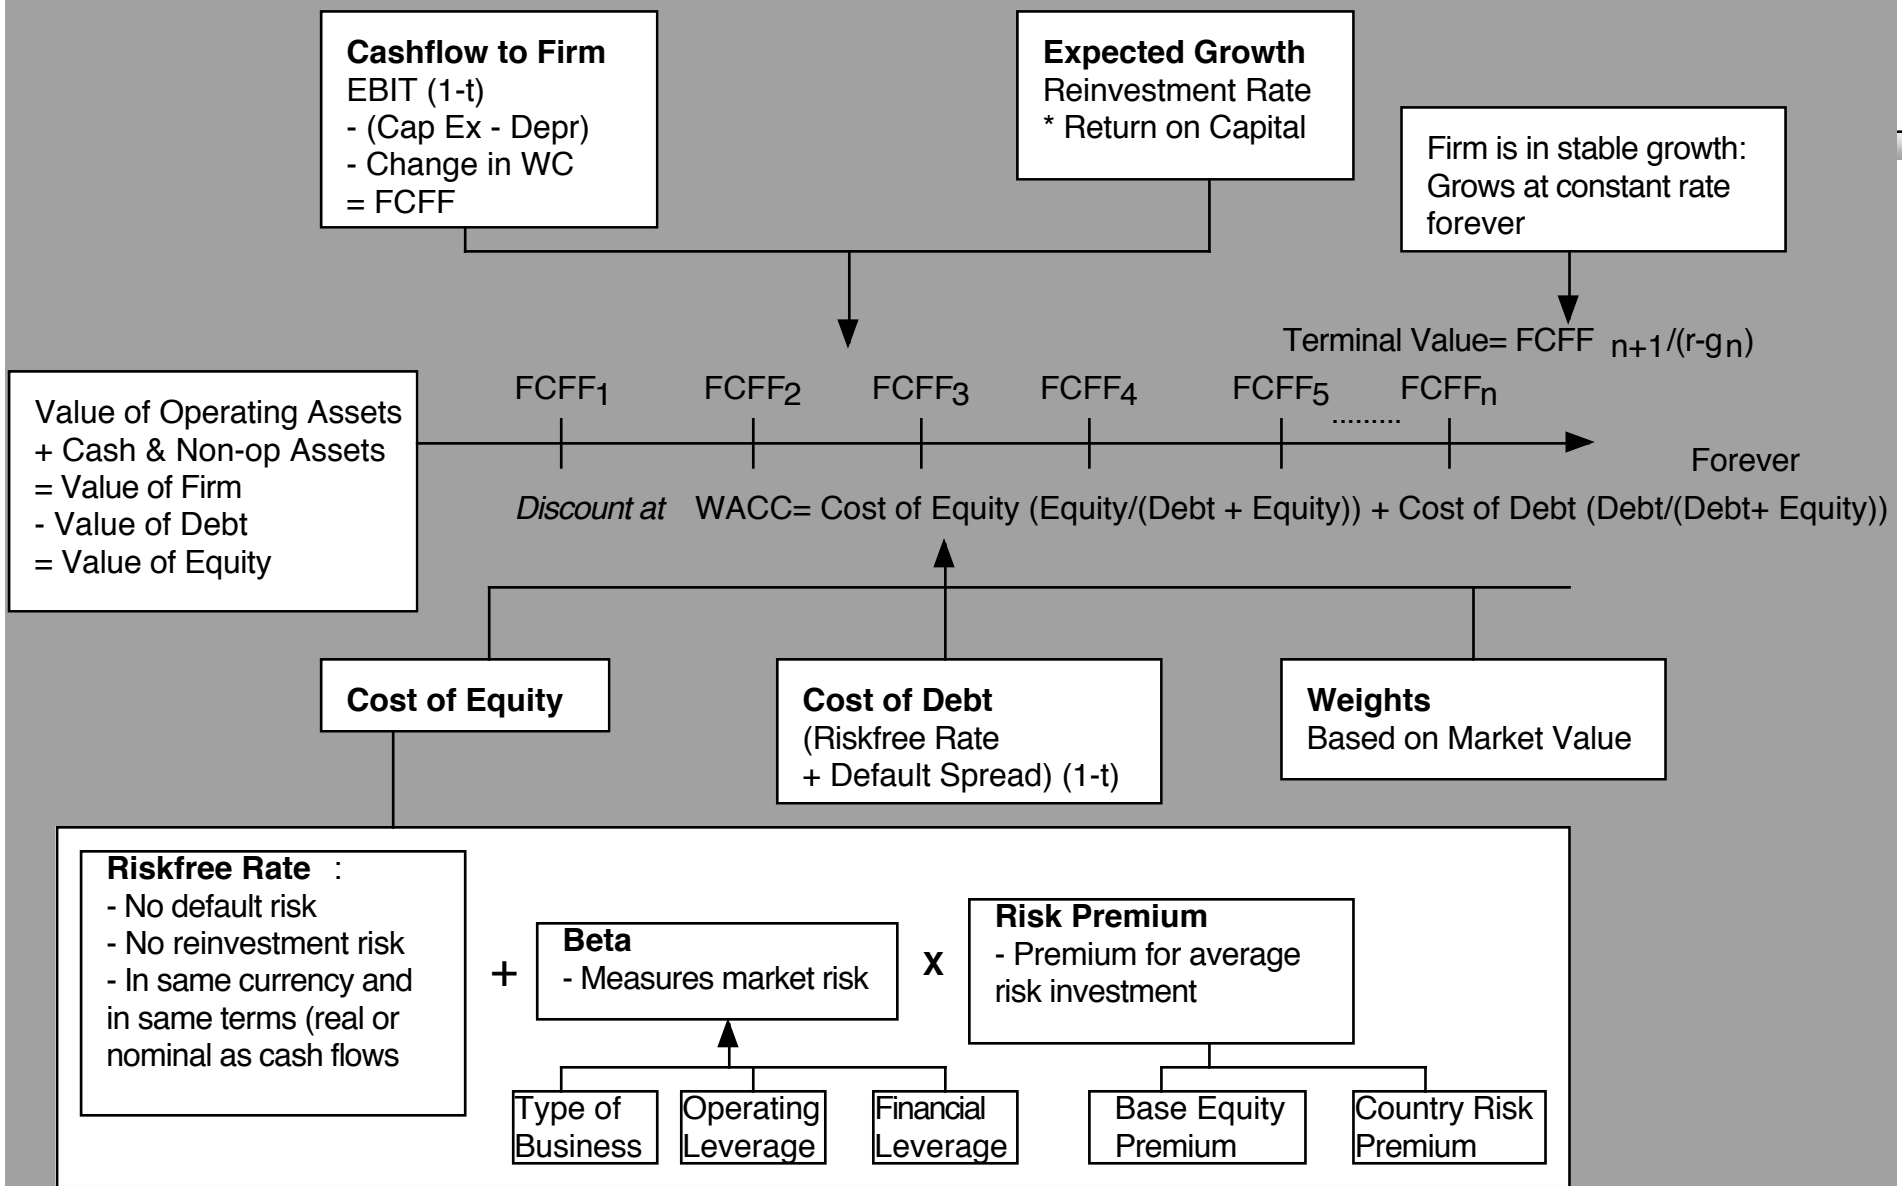 Cashflow to Firm
EBIT (1-t)
- (Cap Ex - Depr)
- Change in WC
= FCFF
Expected Growth
Reinvestment Rate
* Return on Capital
Firm is in stable growth:
Grows at constant rate
forever
Terminal Value= FCFF n+1/(r-gn)
FCFF1 FCFF2 FCFF3 FCFF4 FCFF5 ......... FCFFn
Forever
Value of Operating Assets
+ Cash & Non-op Assets
= Value of Firm
- Value of Debt
= Value of Equity
Discount at WACC= Cost of Equity (Equity/(Debt + Equity)) + Cost of Debt (Debt/(Debt+ Equity))
Cost of Equity
Cost of Debt
(Riskfree Rate
+ Default Spread) (1-t)
Weights
Based on Market Value
Riskfree Rate :
- No default risk
- No reinvestment risk
- In same currency and
in same terms (real or
nominal as cash flows
+
Beta
- Measures market risk
X
Risk Premium
- Premium for average
risk investment
Type of
Business
Operating
Leverage
Financial
Leverage
Base Equity
Premium
Country Risk
Premium